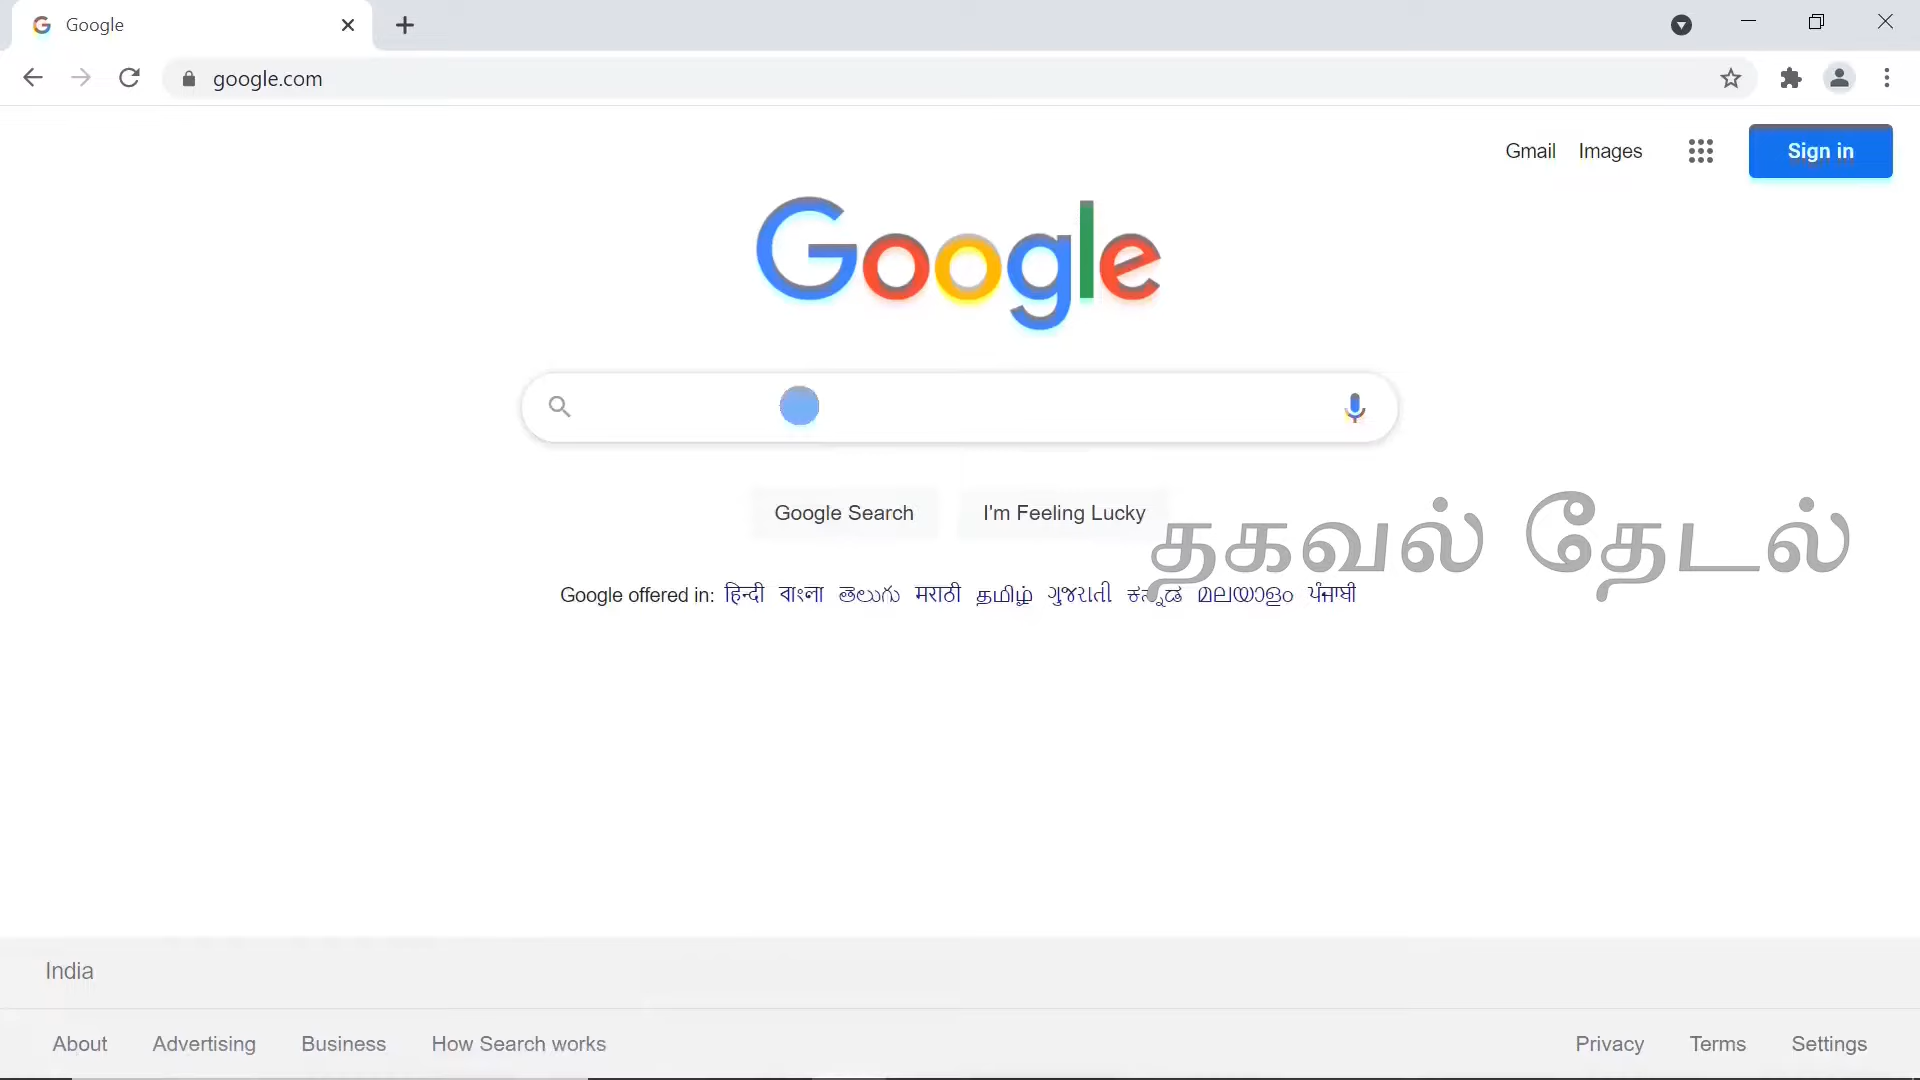 Google
google.com
Gmail Images Sign in
Google
Google Search I'm Feeling Lucky
தகவல் தேடல்
Google offered in: हिन्दी বাংলা తెలుగు मराठी தமிழ் ગુજરાતી ಕನ್ನಡ മലയാളം ਪੰਜਾਬੀ
India
About Advertising Business How Search works Privacy Terms Settings